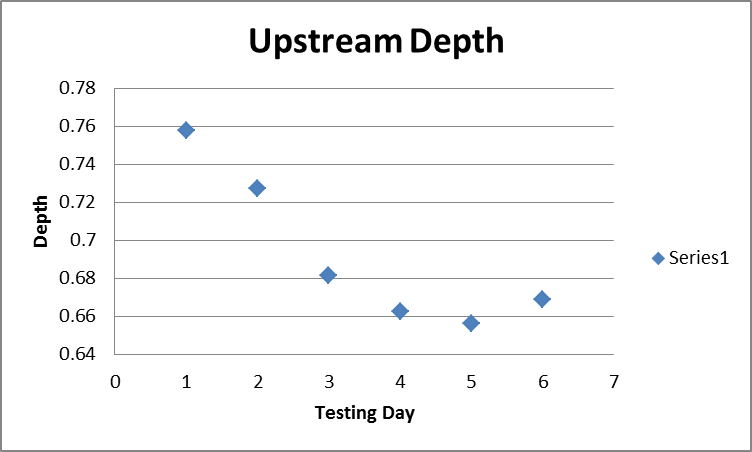 Upstream Depth
0.78
0.76
0.74
0.72
0.7
0.68
0.66
0.64
Depth
0 1 2 3 4 5 6 7
Testing Day
Series1